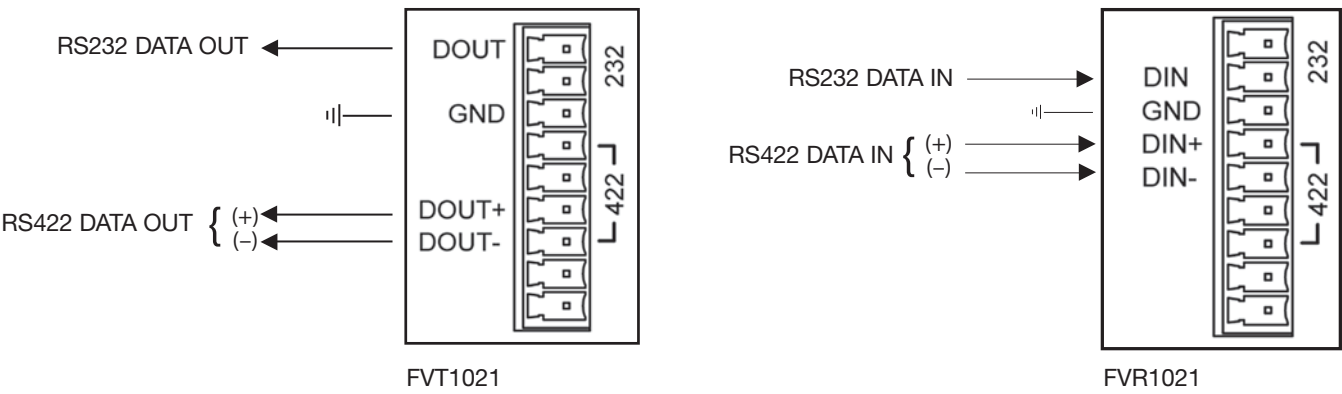 RS232 DATA OUT
DOUT
232
GND
422
RS422 DATA OUT { (+)
(–)
DOUT+
DOUT-
FVT1021
RS232 DATA IN
DIN
232
GND
RS422 DATA IN { (+)
(–)
DIN+
DIN-
422
FVR1021